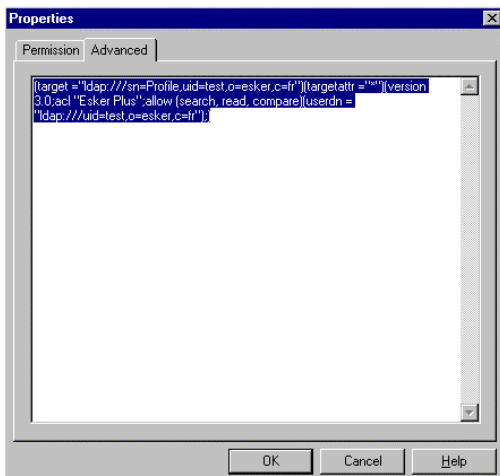 Properties
Permission Advanced
(target ="ldap:///sn=Profile,uid=test,o=esker,c=fr")(targetattr ="*")(version
3.0;acl "Esker Plus";allow (search, read, compare)(userdn =
"ldap:///uid=test,o=esker,c=fr");)
OK Cancel Help